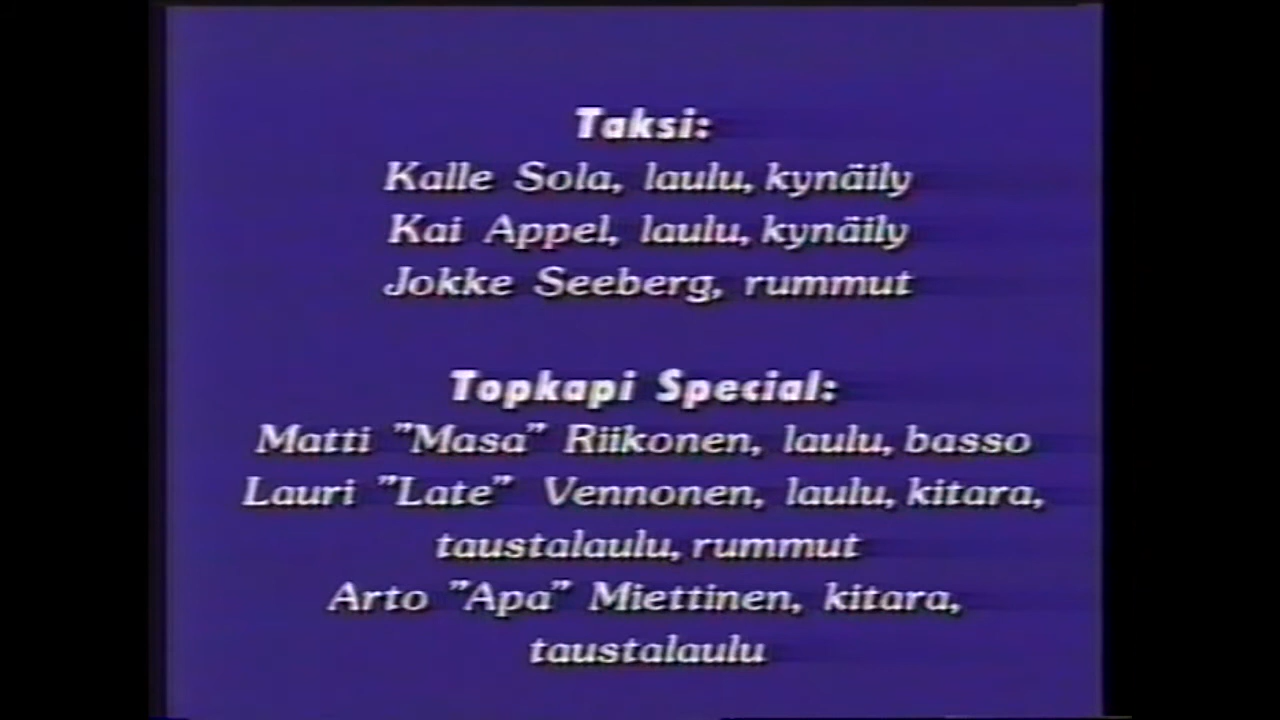 Taksi:
Kalle Sola, laulu, kynäily
Kai Appel, laulu, kynäily
Jokke Seeberg, rummut
Topkapi Special:
Matti "Masa" Riikonen, laulu, basso
Lauri "Late" Vennonen, laulu, kitara,
taustalaulu, rummut
Arto "Apa" Miettinen, kitara,
taustalaulu